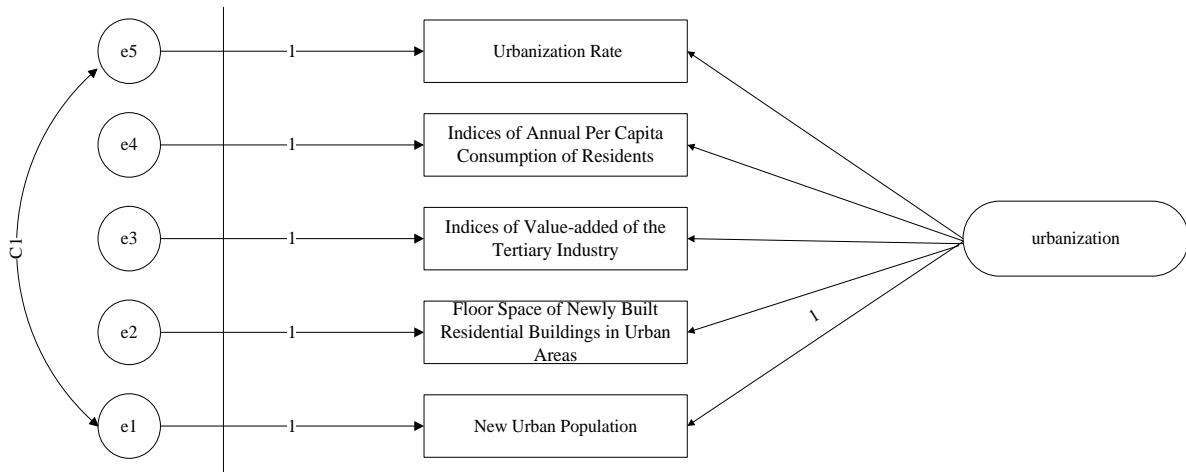 e5
1
Urbanization Rate
e4
1
Indices of Annual Per Capita
Consumption of Residents
C1
e3
1
Indices of Value-added of the
Tertiary Industry
urbanization
e2
1
Floor Space of Newly Built
Residential Buildings in Urban
Areas
1
e1
1
New Urban Population